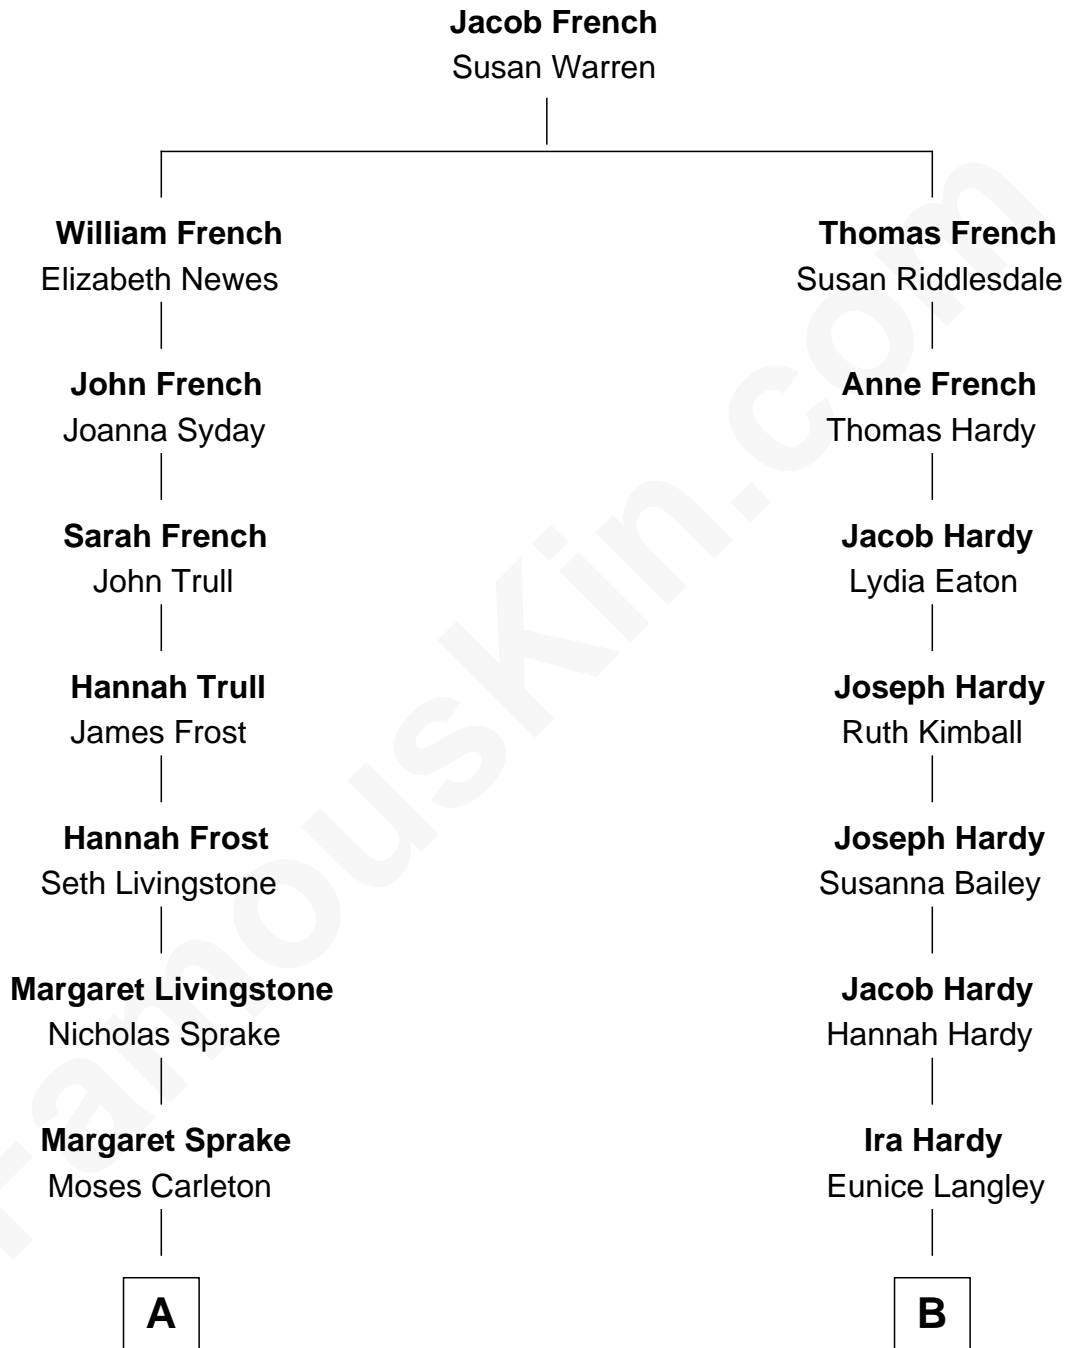 Jacob French
Susan Warren
William French
Elizabeth Newes
Thomas French
Susan Riddlesdale
John French
Joanna Syday
Anne French
Thomas Hardy
Sarah French
John Trull
Jacob Hardy
Lydia Eaton
Hannah Trull
James Frost
Joseph Hardy
Ruth Kimball
Hannah Frost
Seth Livingstone
Joseph Hardy
Susanna Bailey
Margaret Livingstone
Nicholas Sprake
Jacob Hardy
Hannah Hardy
Margaret Sprake
Moses Carleton
Ira Hardy
Eunice Langley
A
B
FamousKin.com